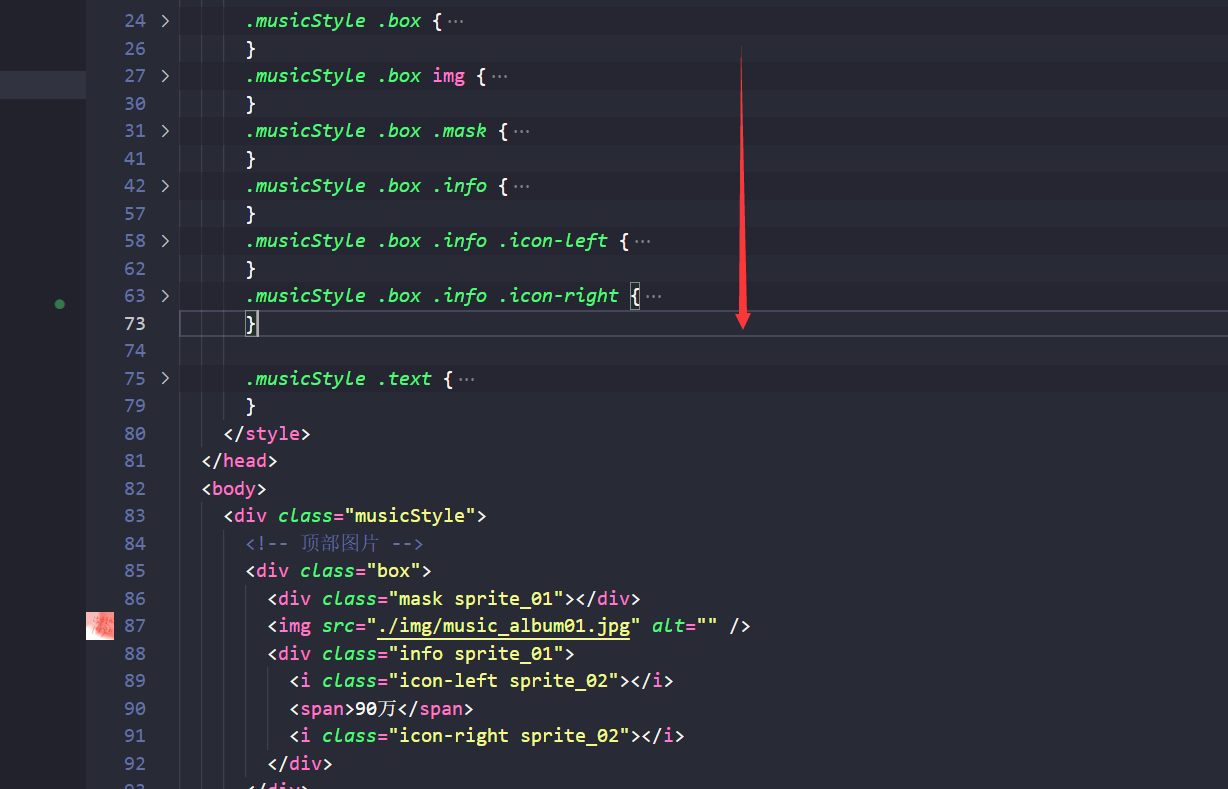 24 > .musicStyle .box {···
26 }
27 > .musicStyle .box img {···
30 }
31 > .musicStyle .box .mask {···
41 }
42 > .musicStyle .box .info {···
57 }
58 > .musicStyle .box .info .icon-left {···
62 }
63 > .musicStyle .box .info .icon-right {···
73 }
74
75 > .musicStyle .text {···
79 }
80 </style>
81 </head>
82 <body>
83 <div class="musicStyle">
84 <!-- 顶部图片 -->
85 <div class="box">
86 <div class="mask sprite_01"></div>
87 <img src="./img/music_album01.jpg" alt="" />
88 <div class="info sprite_01">
89 <i class="icon-left sprite_02"></i>
90 <span>90万</span>
91 <i class="icon-right sprite_02"></i>
92 </div>
93 </div>